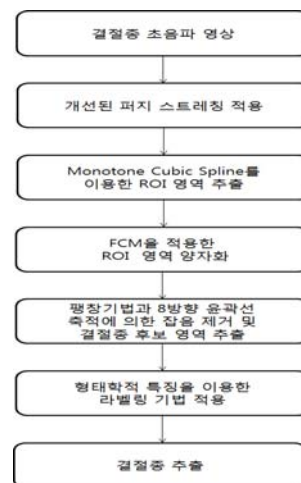 결절종 초음파 영상
개선된 퍼지 스트레칭 적용
Monotone Cubic Spline를
이용한 ROI 영역 추출
FCM을 적용한
ROI 영역 양자화
팽창기법과 8방향 윤곽선
축적에 의한 잡음 제거 및
결절종 후보 영역 추출
형태학적 특징을 이용한
라벨링 기법 적용
결절종 추출